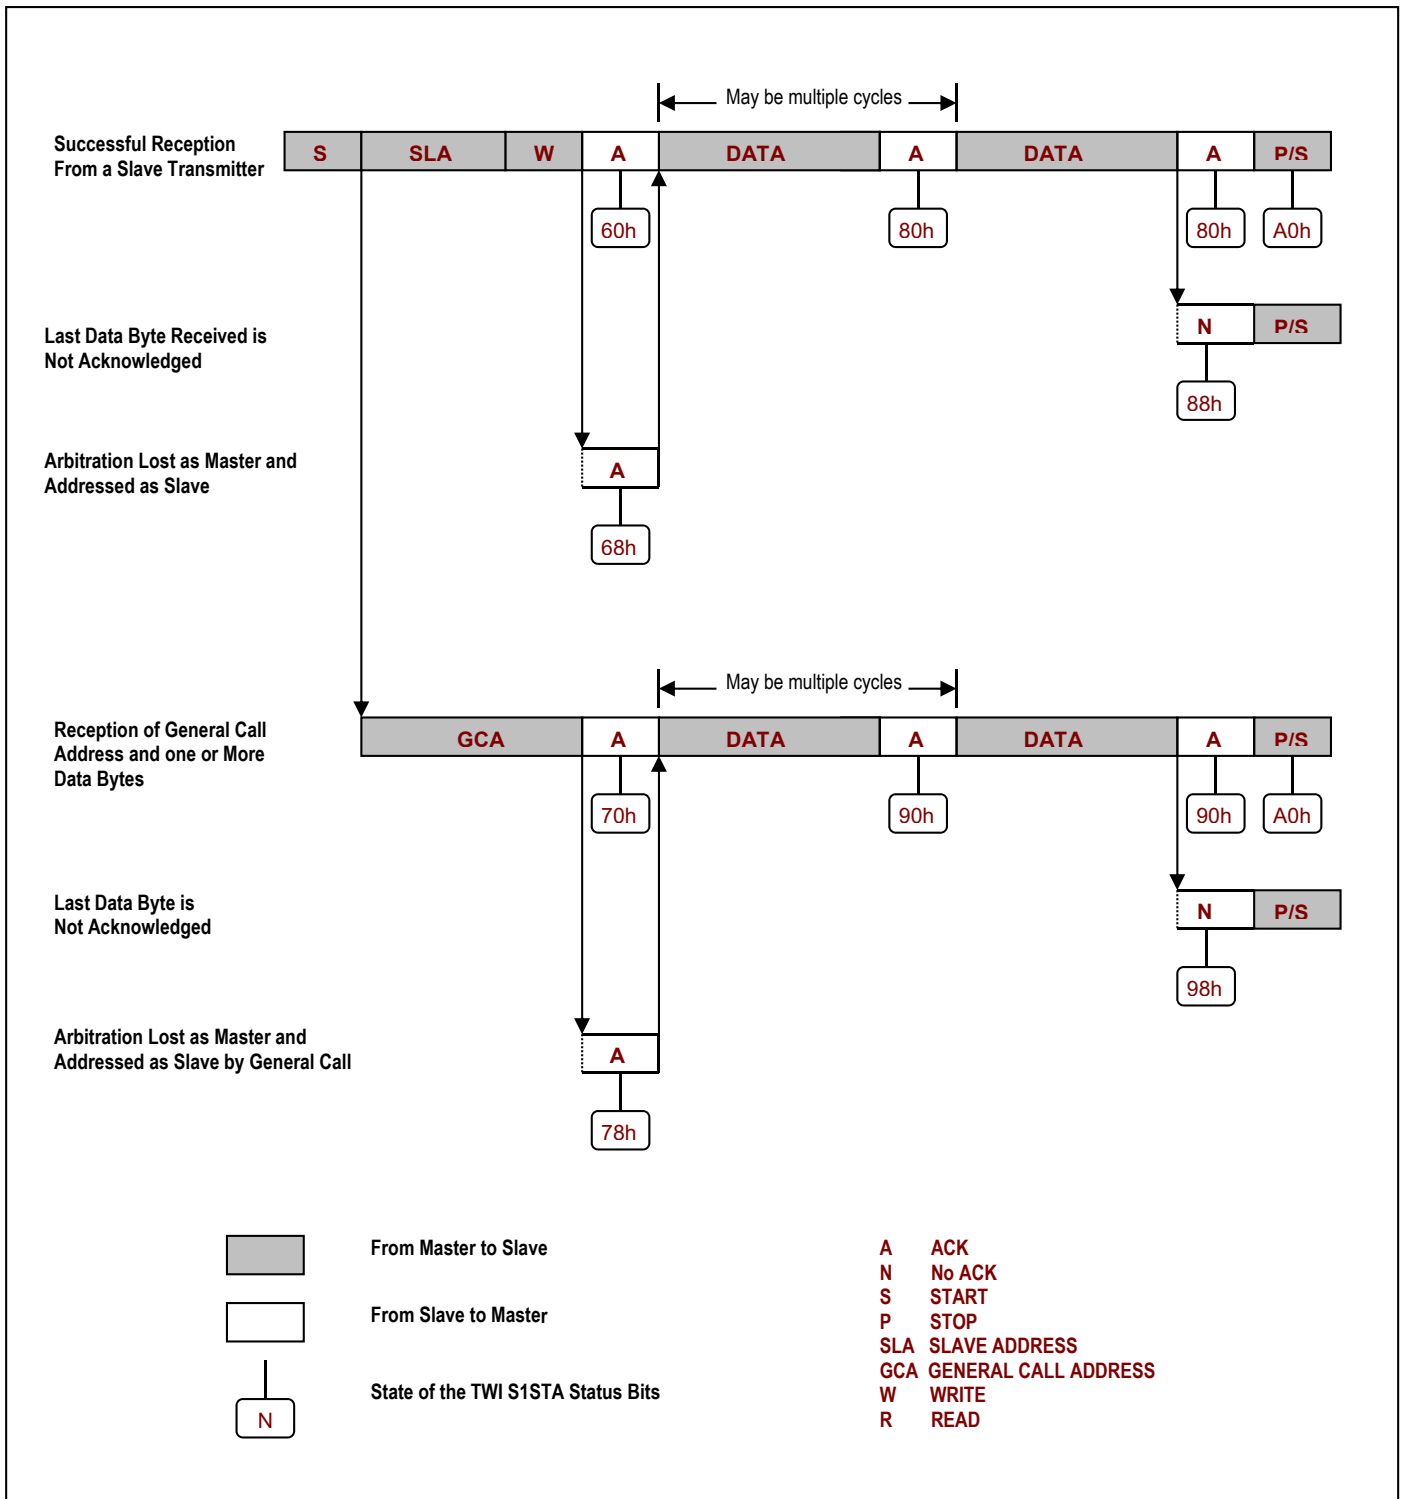 May be multiple cycles
Successful Reception
From a Slave Transmitter
S SLA W A DATA A DATA A P/S
60h 80h 80h A0h
Last Data Byte Received is
Not Acknowledged
N P/S
88h
Arbitration Lost as Master and
Addressed as Slave
A
68h
May be multiple cycles
Reception of General Call
Address and one or More
Data Bytes
GCA A DATA A DATA A P/S
70h 90h 90h A0h
Last Data Byte is
Not Acknowledged
N P/S
98h
Arbitration Lost as Master and
Addressed as Slave by General Call
A
78h
From Master to Slave
From Slave to Master
N State of the TWI S1STA Status Bits
A ACK
N No ACK
S START
P STOP
SLA SLAVE ADDRESS
GCA GENERAL CALL ADDRESS
W WRITE
R READ